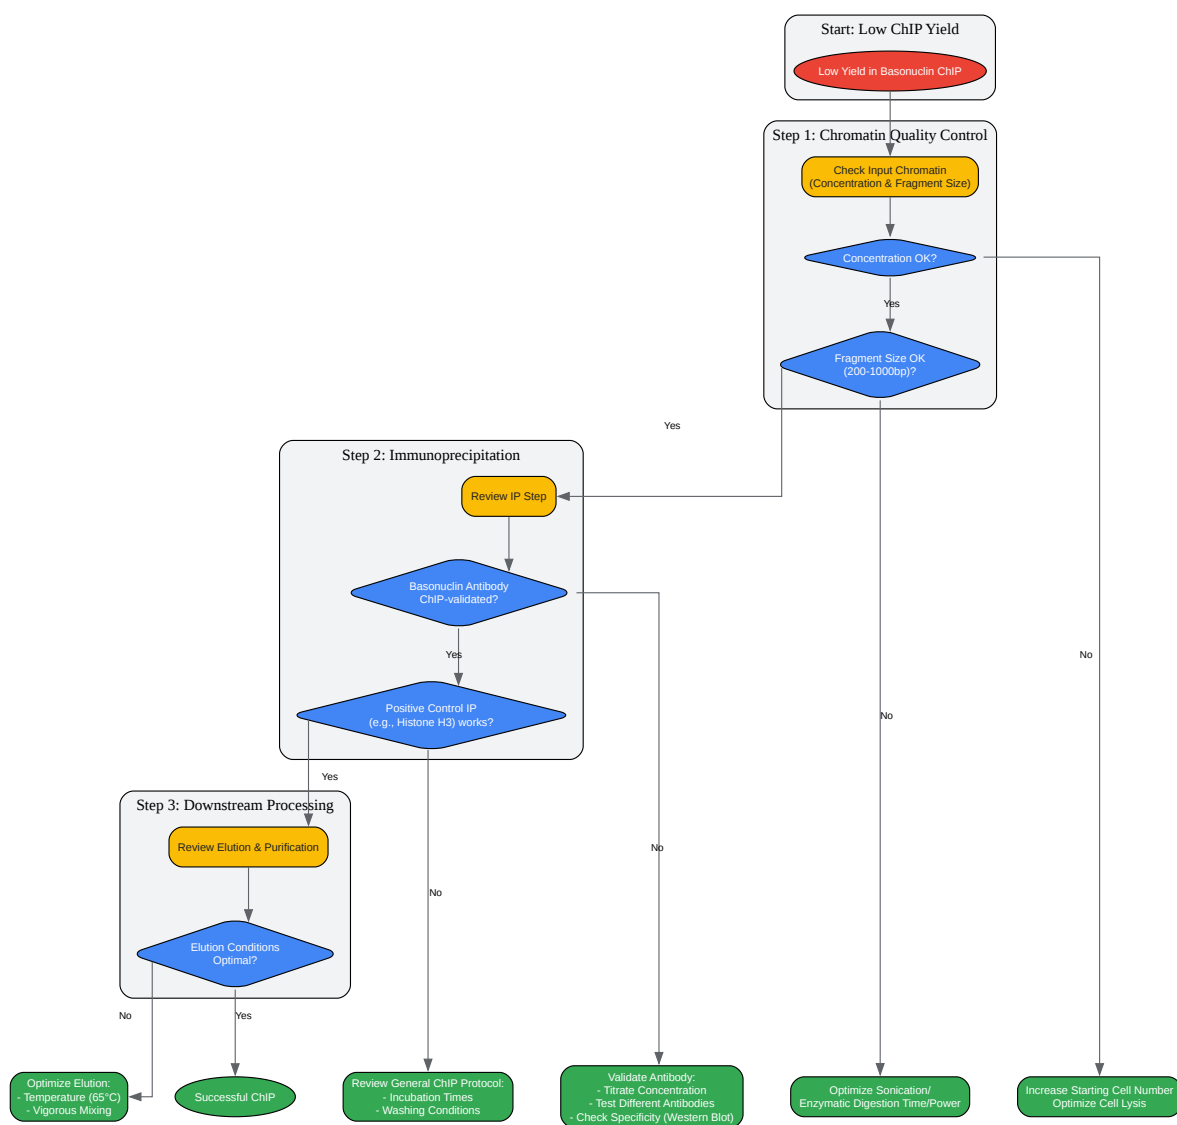 Start: Low ChIP Yield
Low Yield in Basonuclin ChIP
Step 1: Chromatin Quality Control
Check Input Chromatin
(Concentration & Fragment Size)
Concentration OK?
Yes
Fragment Size OK
(200-1000bp)?
Yes
Step 2: Immunoprecipitation
Review IP Step
Basonuclin Antibody
ChIP-validated?
Yes
No
Positive Control IP
(e.g., Histone H3) works?
No
Yes
Step 3: Downstream Processing
Review Elution & Purification
No
No
Elution Conditions
Optimal?
No
Yes
Optimize Elution:
- Temperature (65°C)
- Vigorous Mixing
Successful ChIP
Review General ChIP Protocol:
- Incubation Times
- Washing Conditions
Validate Antibody:
- Titrate Concentration
- Test Different Antibodies
- Check Specificity (Western Blot)
Optimize Sonication/
Enzymatic Digestion Time/Power
Increase Starting Cell Number
Optimize Cell Lysis